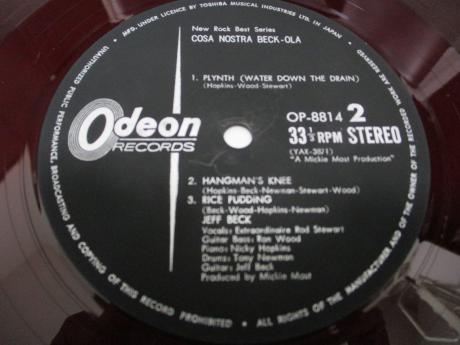 Mfg. UNDER LICENCE BY TOSHIBA MUSICAL INDUSTRIES LTD. IN JAPAN • ALL RIGHTS OF THE MANUFACTURER AND OF THE OWNER OF THE RECORDED WORK ARE RESERVED • UNAUTHORIZED PUBLIC PERFORMANCE, BROADCASTING AND COPYING OF THIS RECORD PROHIBITED •
New Rock Best Series
COSA NOSTRA BECK-OLA
1. PLYNTH (WATER DOWN THE DRAIN)
(Hopkins-Wood-Stewart)
Odeon
RECORDS
OP-8814 2
33⅓ RPM STEREO
(YAX-3871)
"A Mickie Most Production"
2. HANGMAN'S KNEE
(Hopkins-Beck-Newman-Stewart-Wood)
3. RICE PUDDING
(Beck-Wood-Hopkins-Newman)
JEFF BECK
Vocals: Extraordinaire Rod Stewart
Guitar Bass: Ron Wood
Piano: Nicky Hopkins
Drums: Tony Newman
Guitar: Jeff Beck
Produced by Mickie Most